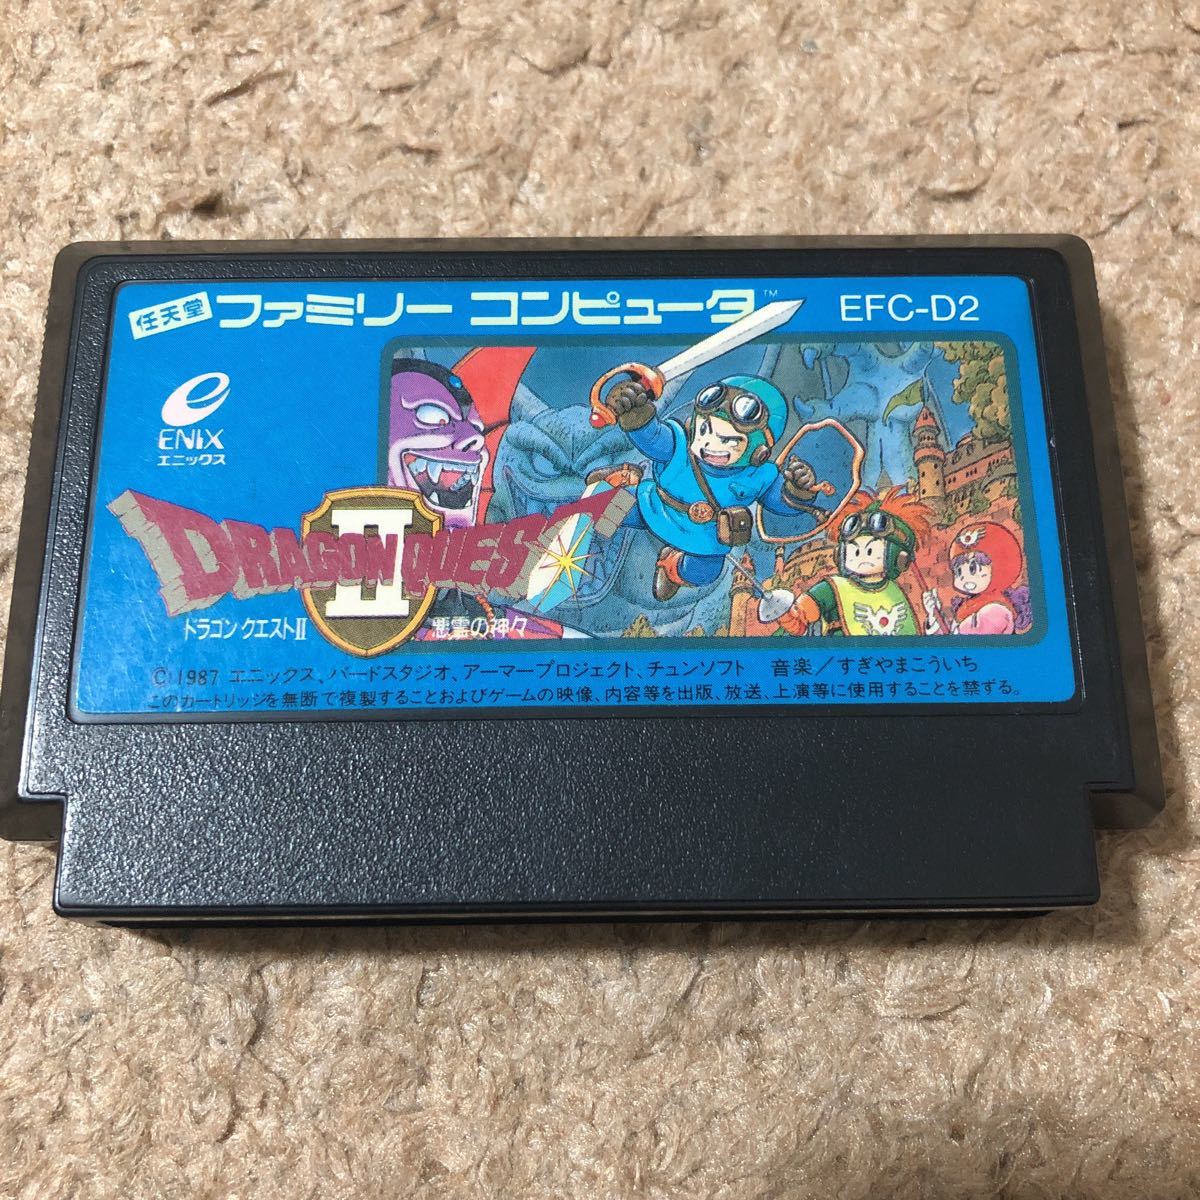 任天堂 ファミリー コンピュータ™ EFC-D2
ENIX
エニックス
DRAGON QUEST
II
ドラゴンクエストII 悪霊の神々
©1987 エニックス、バードスタジオ、アーマープロジェクト、チュンソフト 音楽／すぎやまこういち
このカートリッジを無断で複製することおよびゲームの映像、内容等を出版、放送、上演等に使用することを禁ずる。